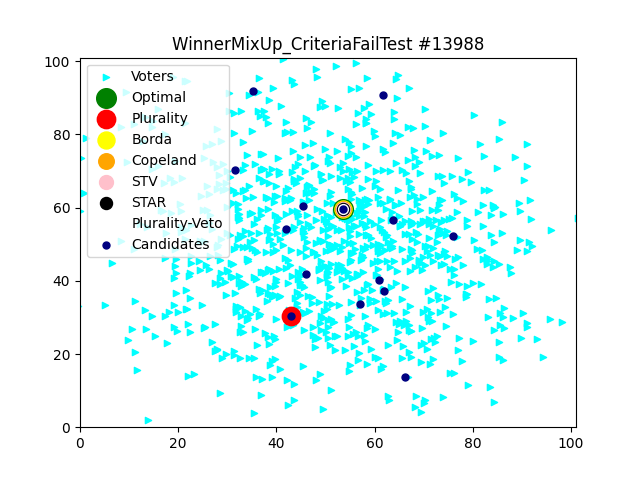 WinnerMixUp_CriteriaFailTest #13988
100
80
60
40
20
0
0 20 40 60 80 100
Voters
Optimal
Plurality
Borda
Copeland
STV
STAR
Plurality-Veto
Candidates